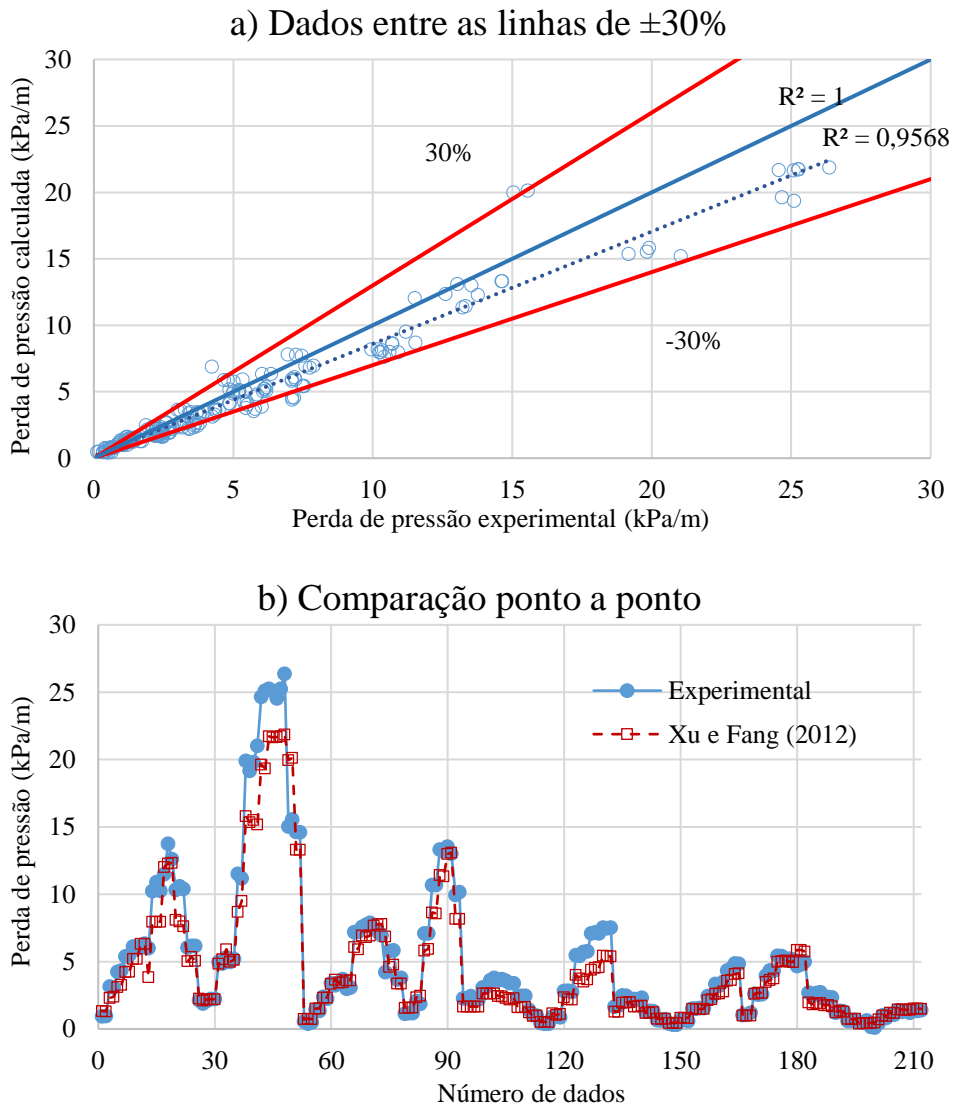 a) Dados entre as linhas de ±30%
Perda de pressão calculada (kPa/m)
30
25
20
15
10
5
0
R² = 1
R² = 0,9568
30%
-30%
0 5 10 15 20 25 30
Perda de pressão experimental (kPa/m)
b) Comparação ponto a ponto
Perda de pressão (kPa/m)
30
25
20
15
10
5
0
Experimental
Xu e Fang (2012)
0 30 60 90 120 150 180 210
Número de dados